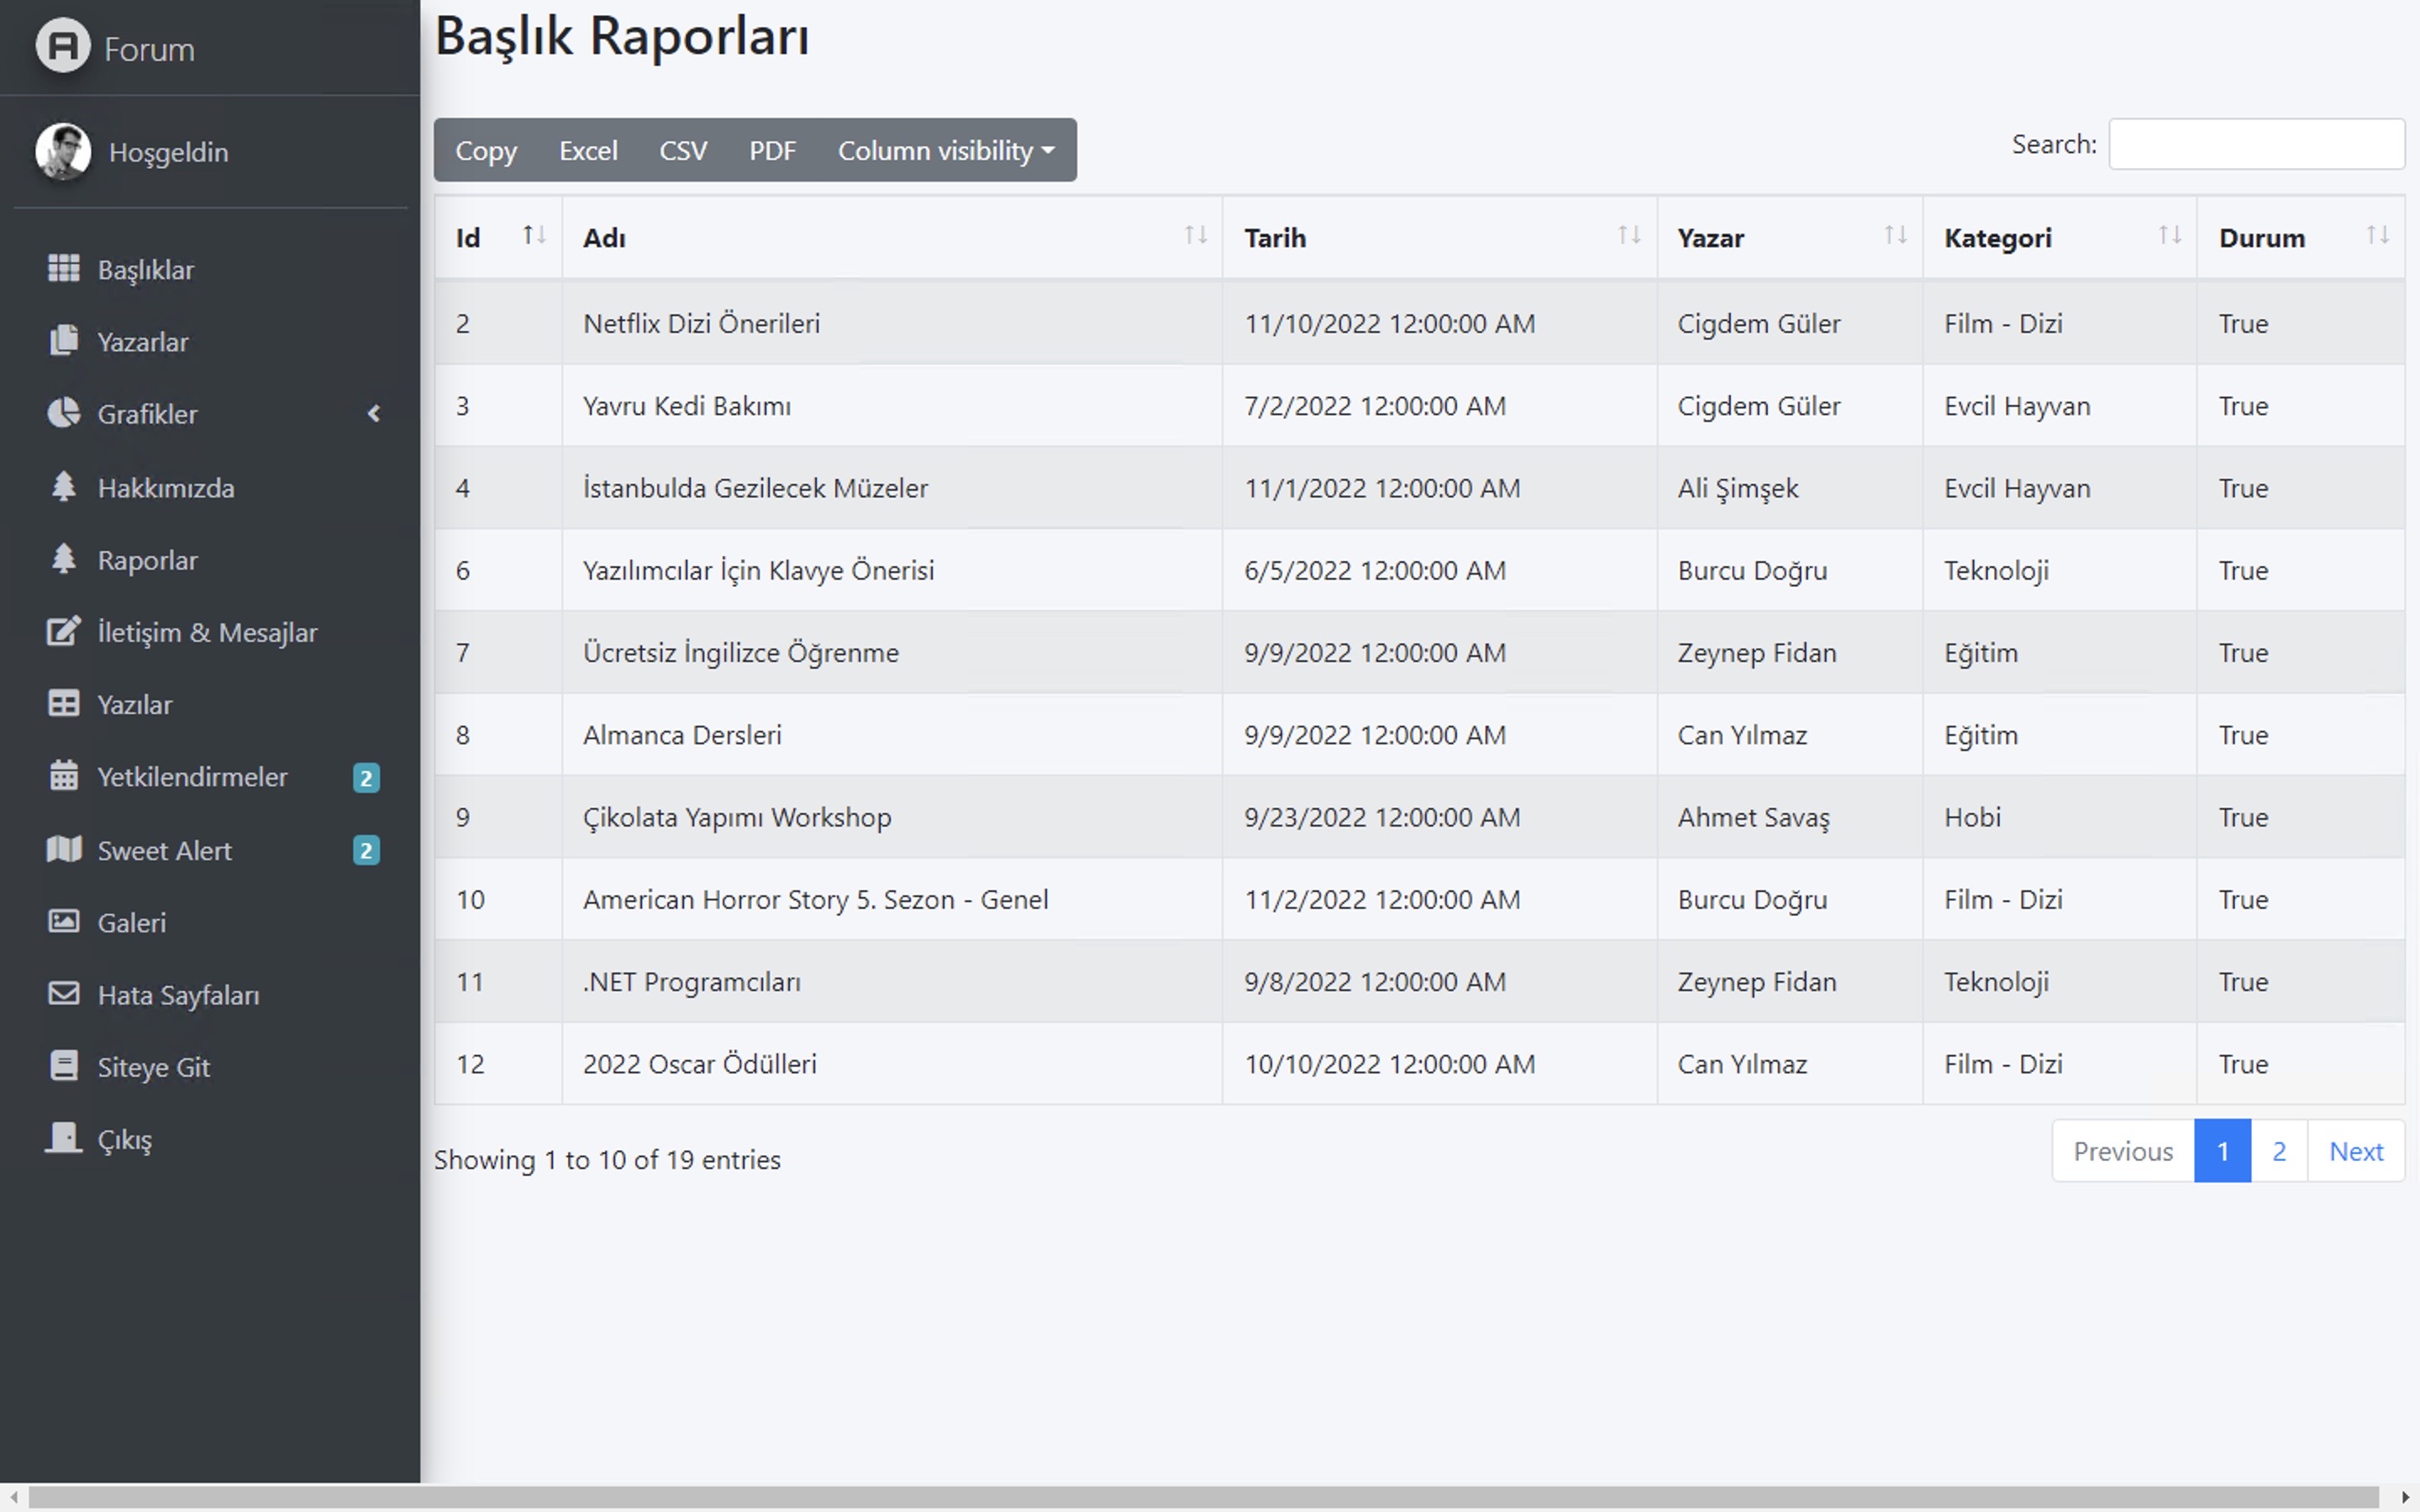 Forum
Hoşgeldin
Başlıklar
Yazarlar
Grafikler
Hakkımızda
Raporlar
İletişim & Mesajlar
Yazılar
Yetkilendirmeler 2
Sweet Alert 2
Galeri
Hata Sayfaları
Siteye Git
Çıkış
Başlık Raporları
Copy Excel CSV PDF Column visibility
Search:
Id Adı Tarih Yazar Kategori Durum
2 Netflix Dizi Önerileri 11/10/2022 12:00:00 AM Cigdem Güler Film - Dizi True
3 Yavru Kedi Bakımı 7/2/2022 12:00:00 AM Cigdem Güler Evcil Hayvan True
4 İstanbulda Gezilecek Müzeler 11/1/2022 12:00:00 AM Ali Şimşek Evcil Hayvan True
6 Yazılımcılar İçin Klavye Önerisi 6/5/2022 12:00:00 AM Burcu Doğru Teknoloji True
7 Ücretsiz İngilizce Öğrenme 9/9/2022 12:00:00 AM Zeynep Fidan Eğitim True
8 Almanca Dersleri 9/9/2022 12:00:00 AM Can Yılmaz Eğitim True
9 Çikolata Yapımı Workshop 9/23/2022 12:00:00 AM Ahmet Savaş Hobi True
10 American Horror Story 5. Sezon - Genel 11/2/2022 12:00:00 AM Burcu Doğru Film - Dizi True
11 .NET Programcıları 9/8/2022 12:00:00 AM Zeynep Fidan Teknoloji True
12 2022 Oscar Ödülleri 10/10/2022 12:00:00 AM Can Yılmaz Film - Dizi True
Showing 1 to 10 of 19 entries
Previous 1 2 Next